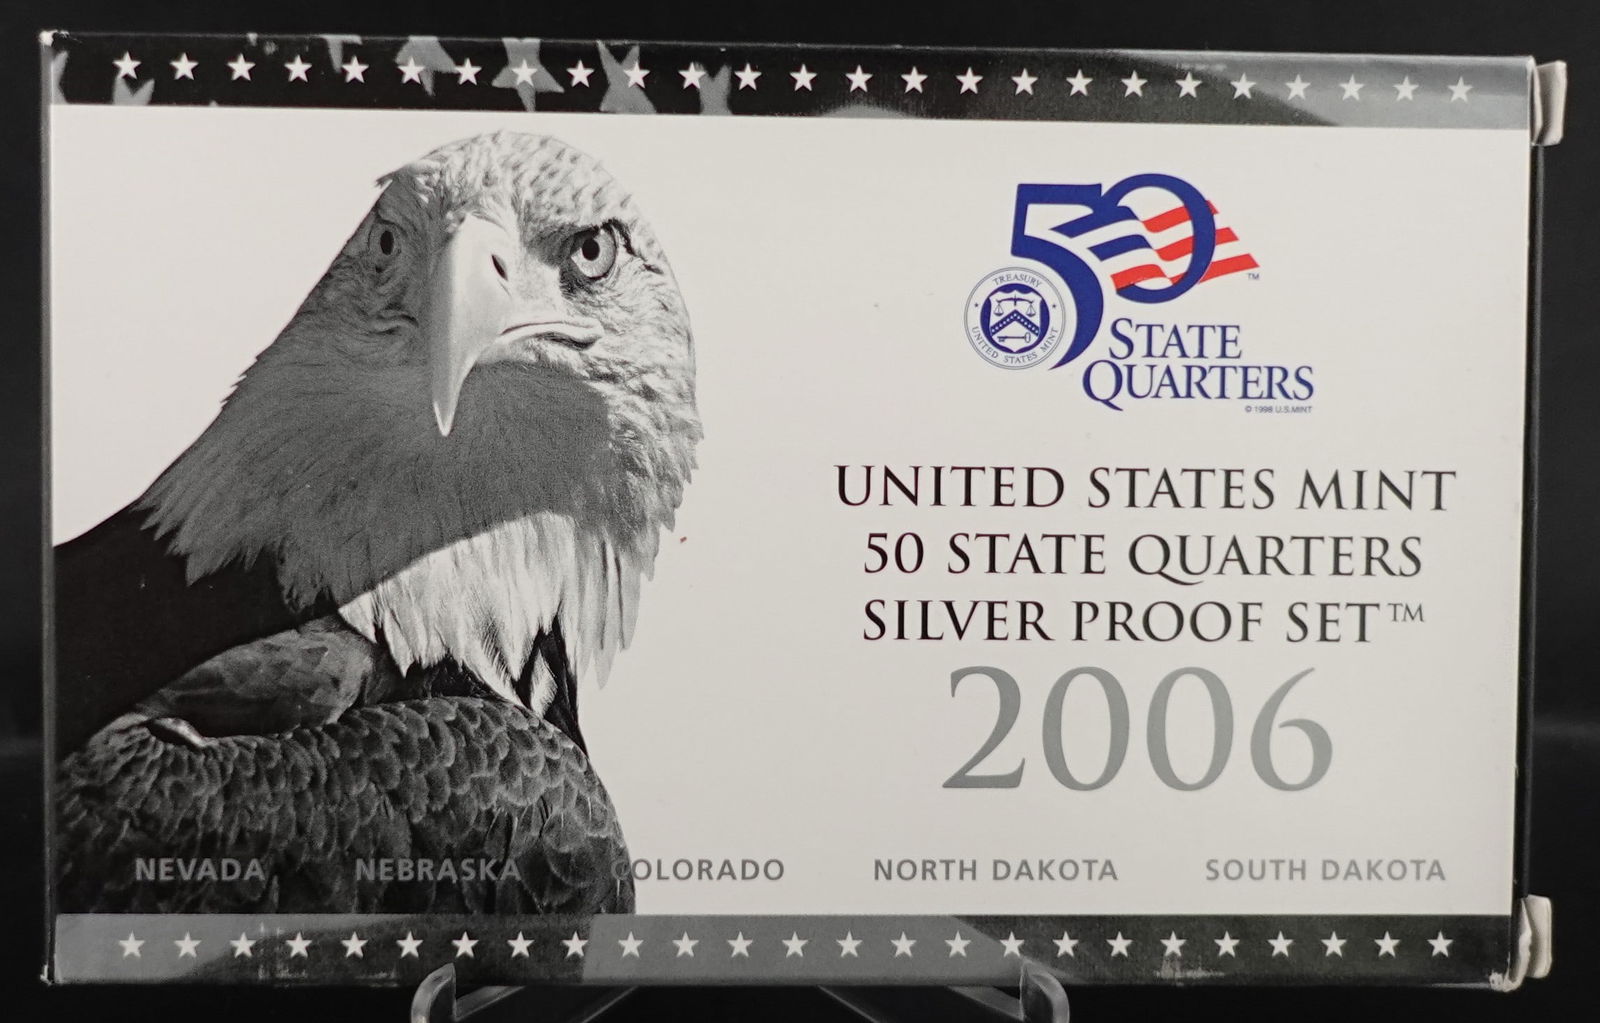 50
TM
TREASURY
UNITED STATES MINT
STATE
QUARTERS
© 1998 U.S.MINT
UNITED STATES MINT
50 STATE QUARTERS
SILVER PROOF SET™
2006
NEVADA NEBRASKA COLORADO NORTH DAKOTA SOUTH DAKOTA